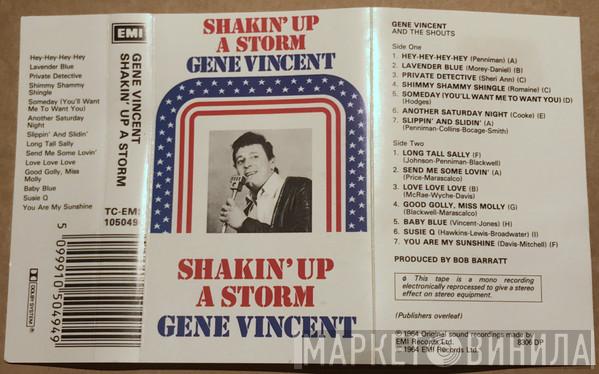 EMI
GENE VINCENT
SHAKIN' UP A STORM
Hey-Hey-Hey-Hey
Lavender Blue
Private Detective
Shimmy Shammy
Shingle
Someday (You'll Want
Me To Want You)
Another Saturday
Night
Slippin' And Slidin'
Long Tall Sally
Send Me Some Lovin'
Love Love Love
Good Golly, Miss
Molly
Baby Blue
Susie Q
You Are My Sunshine
TC-EMS
105049
5 099910 504949
DOLBY SYSTEM
SHAKIN' UP
A STORM
GENE VINCENT
SHAKIN' UP
A STORM
GENE VINCENT
GENE VINCENT
AND THE SHOUTS
Side One
1. HEY-HEY-HEY-HEY (Penniman) (A)
2. LAVENDER BLUE (Morey-Daniel) (B)
3. PRIVATE DETECTIVE (Sheri Ann) (C)
4. SHIMMY SHAMMY SHINGLE (Romaine) (C)
5. SOMEDAY (YOU'LL WANT ME TO WANT YOU) (D)
(Hodges)
6. ANOTHER SATURDAY NIGHT (Cooke) (E)
7. SLIPPIN' AND SLIDIN' (A)
(Penniman-Collins-Bocage-Smith)
Side Two
1. LONG TALL SALLY (F)
(Johnson-Penniman-Blackwell)
2. SEND ME SOME LOVIN' (A)
(Price-Marascalco)
3. LOVE LOVE LOVE (B)
(McRae-Wyche-Davis)
4. GOOD GOLLY, MISS MOLLY (G)
(Blackwell-Marascalco)
5. BABY BLUE (Vincent-Jones) (H)
6. SUSIE Q (Hawkins-Lewis-Broadwater) (I)
7. YOU ARE MY SUNSHINE (Davis-Mitchell) (F)
PRODUCED BY BOB BARRATT
This tape is a mono recording
electronically reprocessed to give a stereo
effect on stereo equipment.
(Publishers overleaf)
℗ 1964 Original sound recordings made by
EMI Records Ltd.
© 1964 EMI Records Ltd.
8306 DP
МАРКЕТ ВИНИЛА